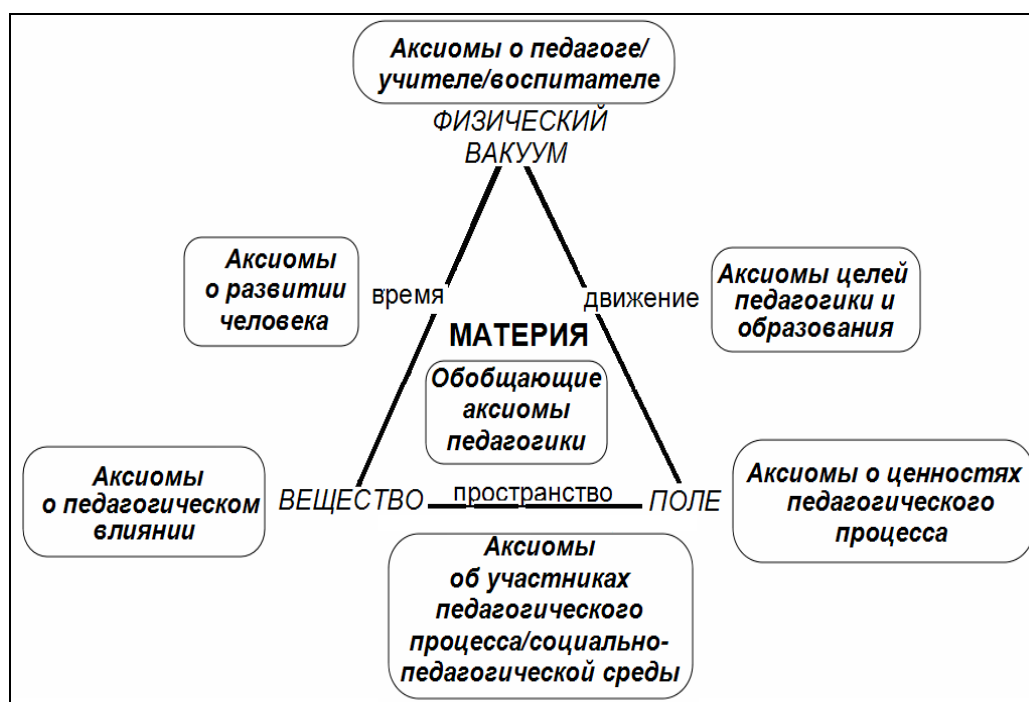 Аксиомы о педагоге/
учителе/воспитателе
ФИЗИЧЕСКИЙ
ВАКУУМ
Аксиомы
о развитии
человека
время
движение
Аксиомы целей
педагогики и
образования
МАТЕРИЯ
Обобщающие
аксиомы
педагогики
Аксиомы
о педагогическом
влиянии
ВЕЩЕСТВО
пространство
ПОЛЕ
Аксиомы о ценностях
педагогического
процесса
Аксиомы
об участниках
педагогического
процесса/социально-
педагогической среды